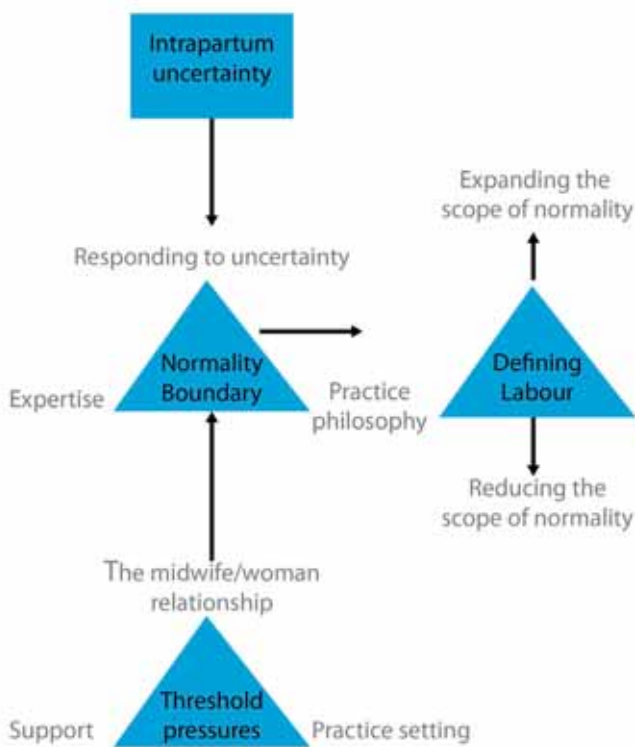 Intrapartum
uncertainty
Expanding the
scope of normality
Responding to uncertainty
Normality
Boundary
Expertise
Practice
philosophy
Defining
Labour
Reducing the
scope of normality
The midwife/woman
relationship
Threshold
pressures
Support
Practice setting